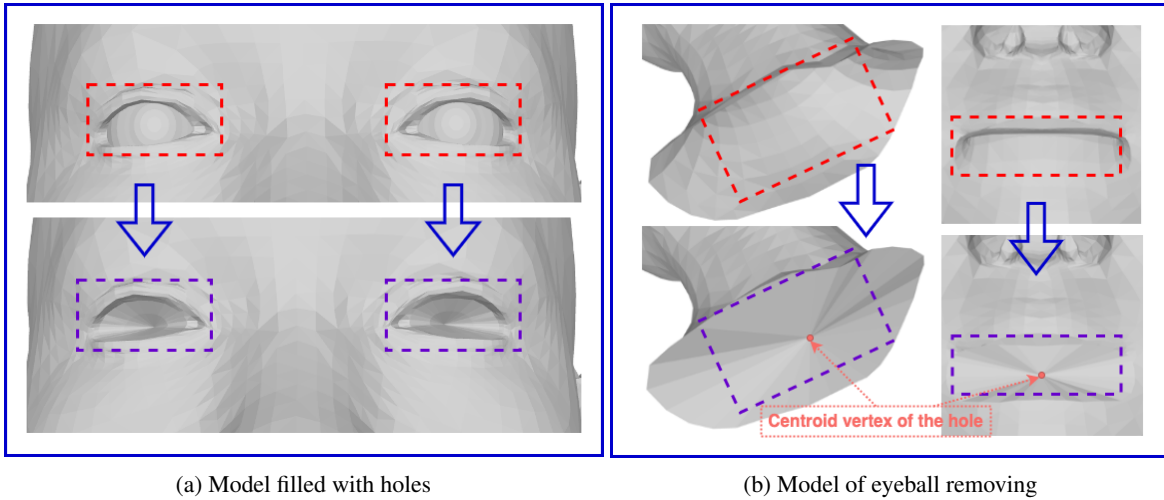 Centroid vertex of the hole
(a) Model filled with holes
(b) Model of eyeball removing